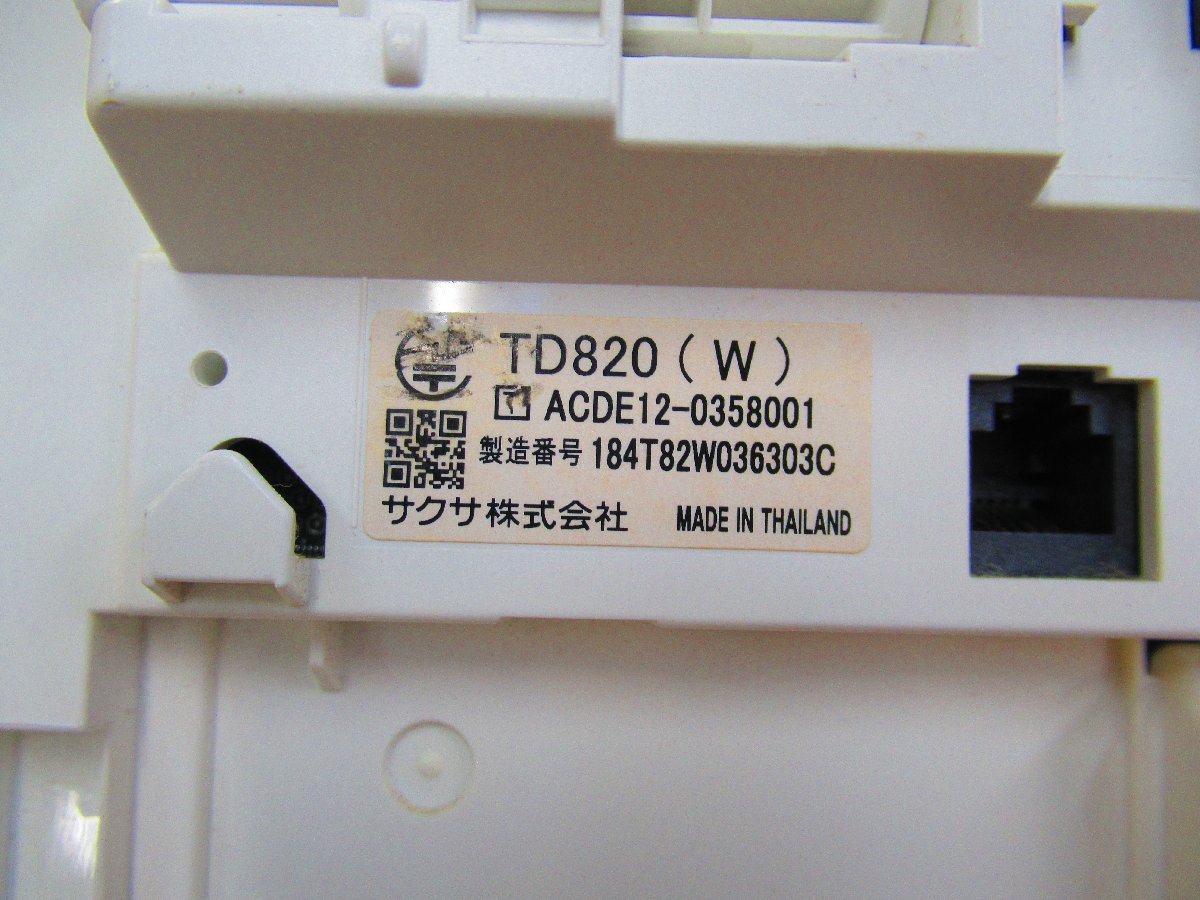 TD820 (W)
T ACDE12-0358001
製造番号 184T82W036303C
サクサ株式会社 MADE IN THAILAND